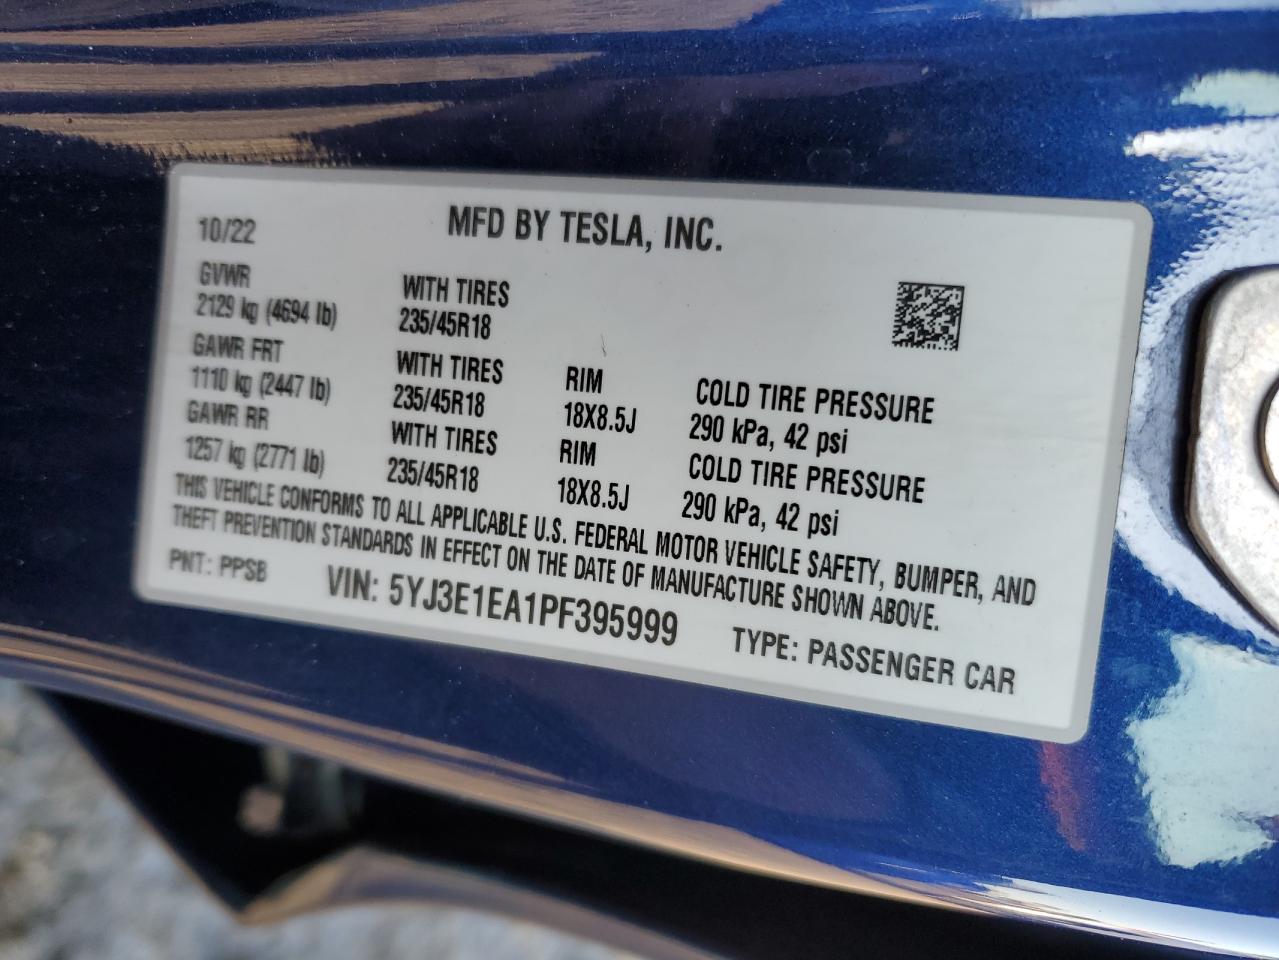 MFD BY TESLA, INC.
10/22
GVWR
2129 kg (4694 lb)
WITH TIRES
235/45R18
GAWR FRT
1110 kg (2447 lb)
WITH TIRES
235/45R18
RIM
18X8.5J
COLD TIRE PRESSURE
290 kPa, 42 psi
GAWR RR
1257 kg (2771 lb)
WITH TIRES
235/45R18
RIM
18X8.5J
COLD TIRE PRESSURE
290 kPa, 42 psi
THIS VEHICLE CONFORMS TO ALL APPLICABLE U.S. FEDERAL MOTOR VEHICLE SAFETY, BUMPER, AND
THEFT PREVENTION STANDARDS IN EFFECT ON THE DATE OF MANUFACTURE SHOWN ABOVE.
PNT: PPSB
VIN: 5YJ3E1EA1PF395999
TYPE: PASSENGER CAR